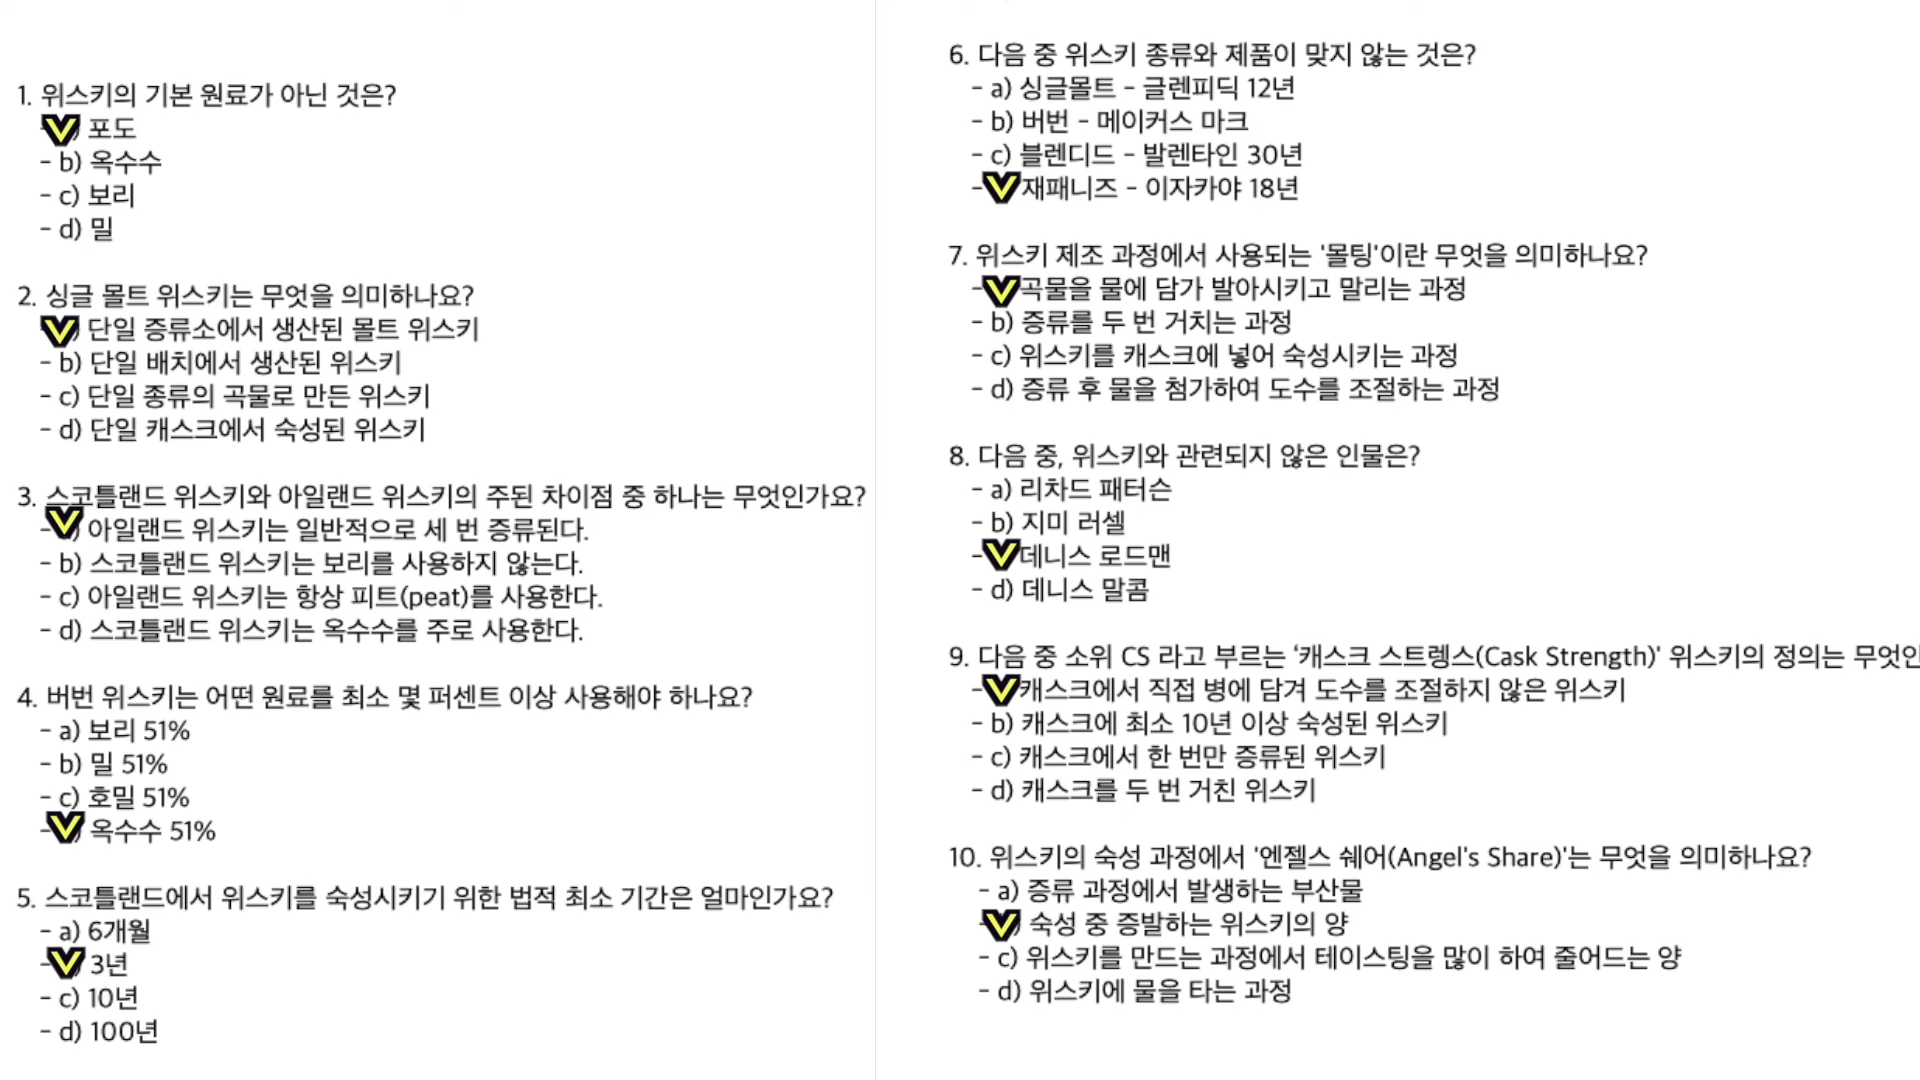 1. 위스키의 기본 원료가 아닌 것은?
포도
- b) 옥수수
- c) 보리
- d) 밀
2. 싱글 몰트 위스키는 무엇을 의미하나요?
단일 증류소에서 생산된 몰트 위스키
- b) 단일 배치에서 생산된 위스키
- c) 단일 종류의 곡물로 만든 위스키
- d) 단일 캐스크에서 숙성된 위스키
3. 스코틀랜드 위스키와 아일랜드 위스키의 주된 차이점 중 하나는 무엇인가요?
- 아일랜드 위스키는 일반적으로 세 번 증류된다.
- b) 스코틀랜드 위스키는 보리를 사용하지 않는다.
- c) 아일랜드 위스키는 항상 피트(peat)를 사용한다.
- d) 스코틀랜드 위스키는 옥수수를 주로 사용한다.
4. 버번 위스키는 어떤 원료를 최소 몇 퍼센트 이상 사용해야 하나요?
- a) 보리 51%
- b) 밀 51%
- c) 호밀 51%
- 옥수수 51%
5. 스코틀랜드에서 위스키를 숙성시키기 위한 법적 최소 기간은 얼마인가요?
- a) 6개월
- 3년
- c) 10년
- d) 100년
6. 다음 중 위스키 종류와 제품이 맞지 않는 것은?
- a) 싱글몰트 - 글렌피딕 12년
- b) 버번 - 메이커스 마크
- c) 블렌디드 - 발렌타인 30년
- 재패니즈 - 이자카야 18년
7. 위스키 제조 과정에서 사용되는 '몰팅'이란 무엇을 의미하나요?
- 곡물을 물에 담가 발아시키고 말리는 과정
- b) 증류를 두 번 거치는 과정
- c) 위스키를 캐스크에 넣어 숙성시키는 과정
- d) 증류 후 물을 첨가하여 도수를 조절하는 과정
8. 다음 중, 위스키와 관련되지 않은 인물은?
- a) 리차드 패터슨
- b) 지미 러셀
- 데니스 로드맨
- d) 데니스 말콤
9. 다음 중 소위 CS 라고 부르는 ‘캐스크 스트렝스(Cask Strength)' 위스키의 정의는 무엇인
- 캐스크에서 직접 병에 담겨 도수를 조절하지 않은 위스키
- b) 캐스크에 최소 10년 이상 숙성된 위스키
- c) 캐스크에서 한 번만 증류된 위스키
- d) 캐스크를 두 번 거친 위스키
10. 위스키의 숙성 과정에서 '엔젤스 쉐어(Angel's Share)'는 무엇을 의미하나요?
- a) 증류 과정에서 발생하는 부산물
- 숙성 중 증발하는 위스키의 양
- c) 위스키를 만드는 과정에서 테이스팅을 많이 하여 줄어드는 양
- d) 위스키에 물을 타는 과정